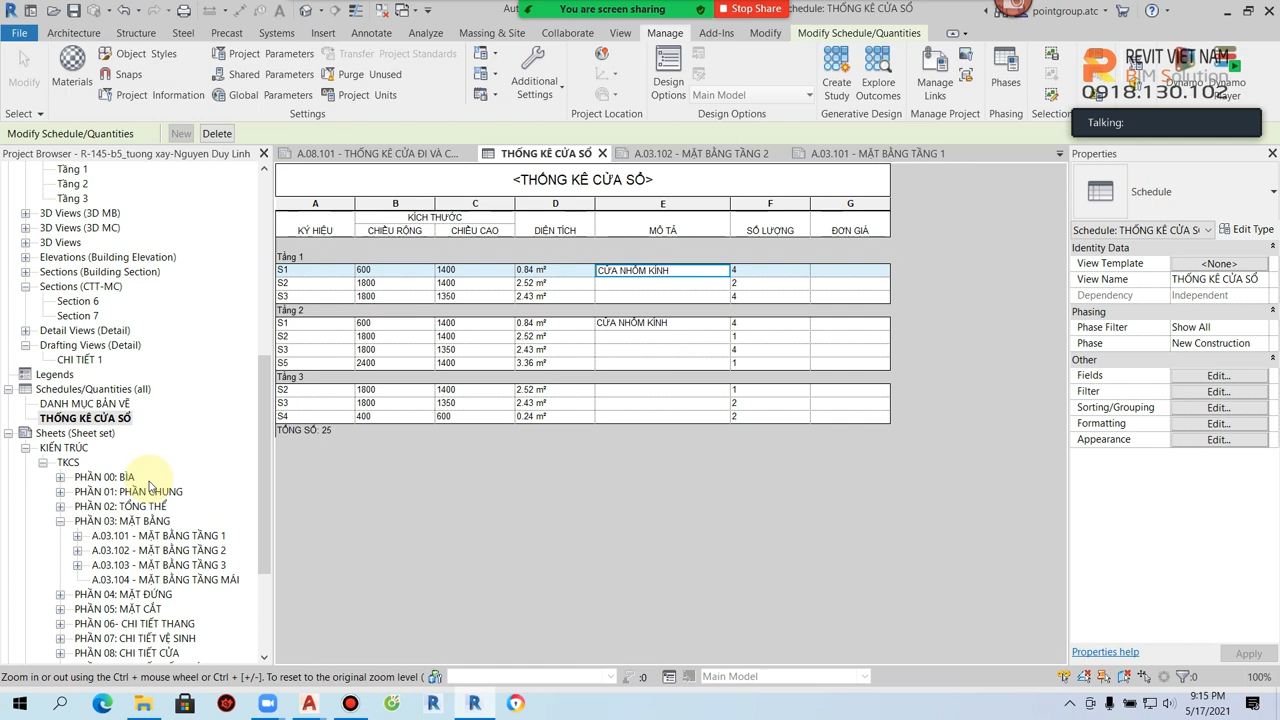 You are screen sharing
Stop Share
Schedule: THỐNG KÊ CỬA SỔ
pointgroup.atc
File Architecture Structure Steel Precast Systems Insert Annotate Analyze Massing & Site Collaborate View Manage Add-Ins Modify Modify Schedule/Quantities
Modify
Materials
Object Styles
Snaps
Project Information
Project Parameters
Shared Parameters
Global Parameters
Transfer Project Standards
Purge Unused
Project Units
Additional Settings
Design Options
Main Model
Create Study
Explore Outcomes
Manage Links
Phases
Dynamo Player
REVIT VIET NAM
BIM Solution
0918.130.102
Select Settings Project Location Design Options Generative Design Manage Project Phasing Selection
Talking:
Modify Schedule/Quantities New Delete
Project Browser - R-145-b5_tuong xay-Nguyen Duy Linh
A.08.101 - THỐNG KÊ CỬA ĐI VÀ C...
THỐNG KÊ CỬA SỔ
A.03.102 - MẶT BẰNG TẦNG 2
A.03.101 - MẶT BẰNG TẦNG 1
Tầng 1
Tầng 2
Tầng 3
3D Views (3D MB)
3D Views (3D MC)
3D Views
Elevations (Building Elevation)
Sections (Building Section)
Sections (CTT-MC)
Section 6
Section 7
Detail Views (Detail)
Drafting Views (Detail)
CHI TIẾT 1
Legends
Schedules/Quantities (all)
DANH MỤC BẢN VẼ
THỐNG KÊ CỬA SỔ
Sheets (Sheet set)
KIẾN TRÚC
TKCS
PHẦN 00: BÌA
PHẦN 01: PHẦN CHUNG
PHẦN 02: TỔNG THỂ
PHẦN 03: MẶT BẰNG
A.03.101 - MẶT BẰNG TẦNG 1
A.03.102 - MẶT BẰNG TẦNG 2
A.03.103 - MẶT BẰNG TẦNG 3
A.03.104 - MẶT BẰNG TẦNG MÁI
PHẦN 04: MẶT ĐỨNG
PHẦN 05: MẶT CẮT
PHẦN 06- CHI TIẾT THANG
PHẦN 07: CHI TIẾT VỆ SINH
PHẦN 08: CHI TIẾT CỬA
<THỐNG KÊ CỬA SỔ>
A B C D E F G
KÍCH THƯỚC
KÝ HIỆU CHIỀU RỘNG CHIỀU CAO DIỆN TÍCH MÔ TẢ SỐ LƯỢNG ĐƠN GIÁ
Tầng 1
S1 600 1400 0.84 m² CỬA NHÔM KÍNH 4
S2 1800 1400 2.52 m² 2
S3 1800 1350 2.43 m² 4
Tầng 2
S1 600 1400 0.84 m² CỬA NHÔM KÍNH 4
S2 1800 1400 2.52 m² 1
S3 1800 1350 2.43 m² 4
S5 2400 1400 3.36 m² 1
Tầng 3
S2 1800 1400 2.52 m² 1
S3 1800 1350 2.43 m² 2
S4 400 600 0.24 m² 2
TỔNG SỐ: 25
Properties
Schedule
Schedule: THỐNG KÊ CỬA SỔ Edit Type
Identity Data
View Template <None>
View Name THỐNG KÊ CỬA SỔ
Dependency Independent
Phasing
Phase Filter Show All
Phase New Construction
Other
Fields Edit...
Filter Edit...
Sorting/Grouping Edit...
Formatting Edit...
Appearance Edit...
Properties help Apply
Zoom in or out using the Ctrl + mouse wheel or Ctrl + [+/-]. To reset to the original zoom level (
:0
Main Model
:0
100%
9:15 PM
5/17/2021